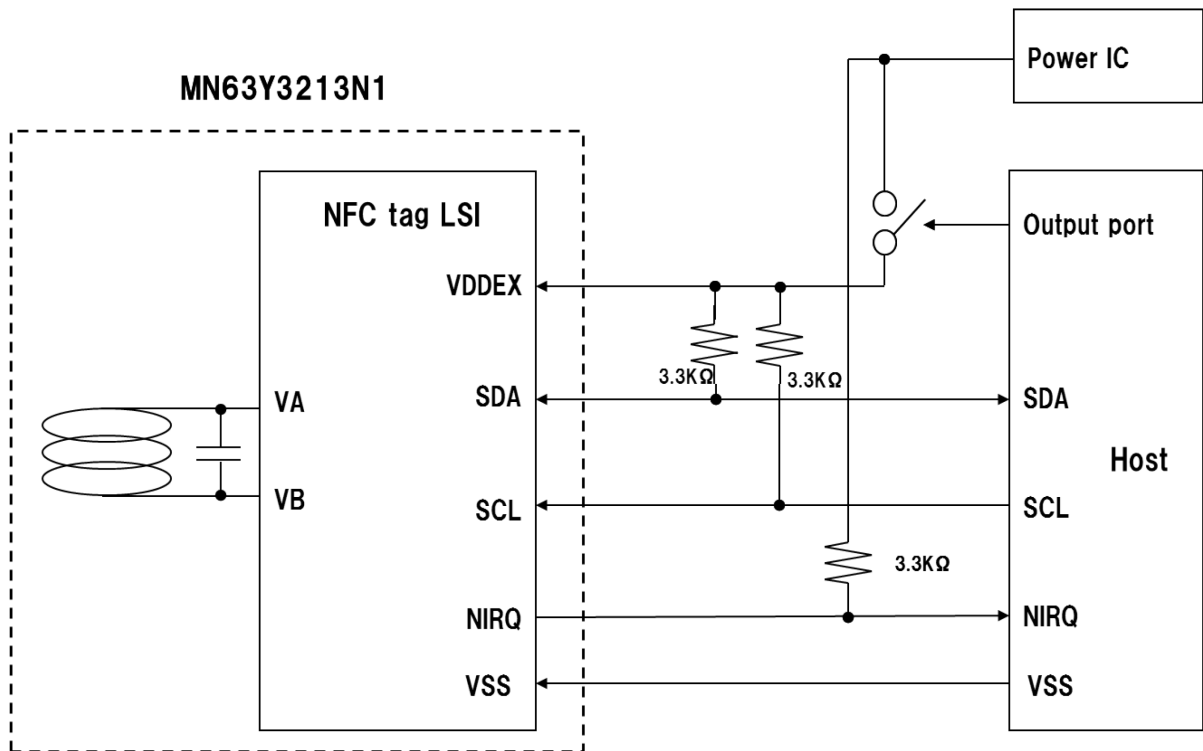 Power IC
MN63Y3213N1
NFC tag LSI
Output port
VDDEX
3.3KΩ
3.3KΩ
VA
SDA
SDA
Host
VB
SCL
SCL
3.3KΩ
NIRQ
NIRQ
VSS
VSS